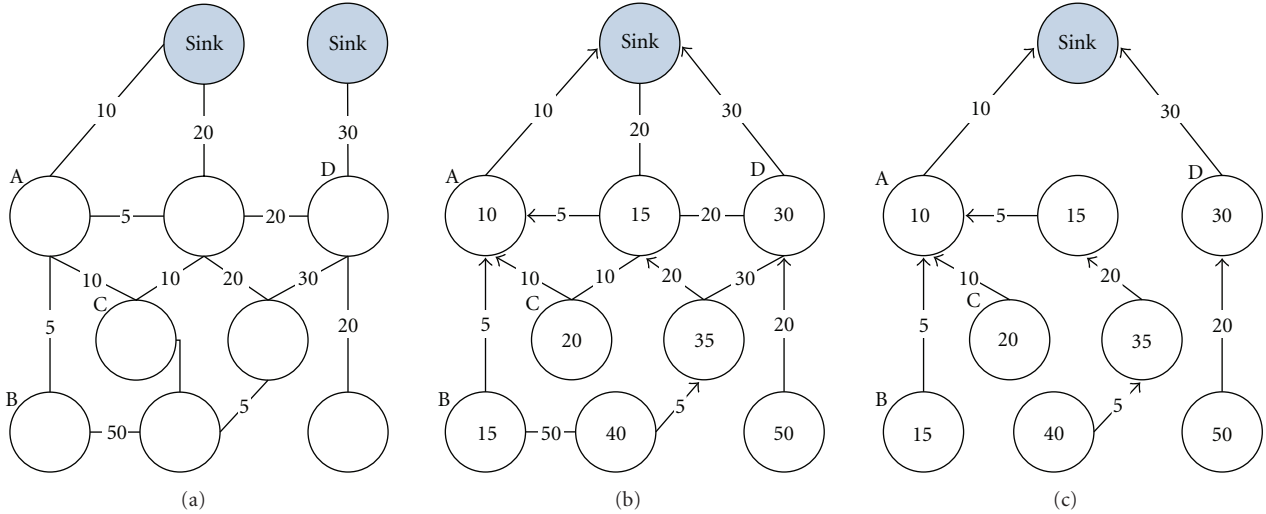 Sink Sink Sink Sink
10 20 30 10 20 30 10 30
A D A D A D
5 20 10 5 15 20 30 10 5 15 30
10 10 20 30 10 10 20 30 10 20
C C C
5 20 5 20 35 20 5 20 35 20
B 5 B 5 B 5
50 15 50 40 50 15 40 50
(a) (b) (c)